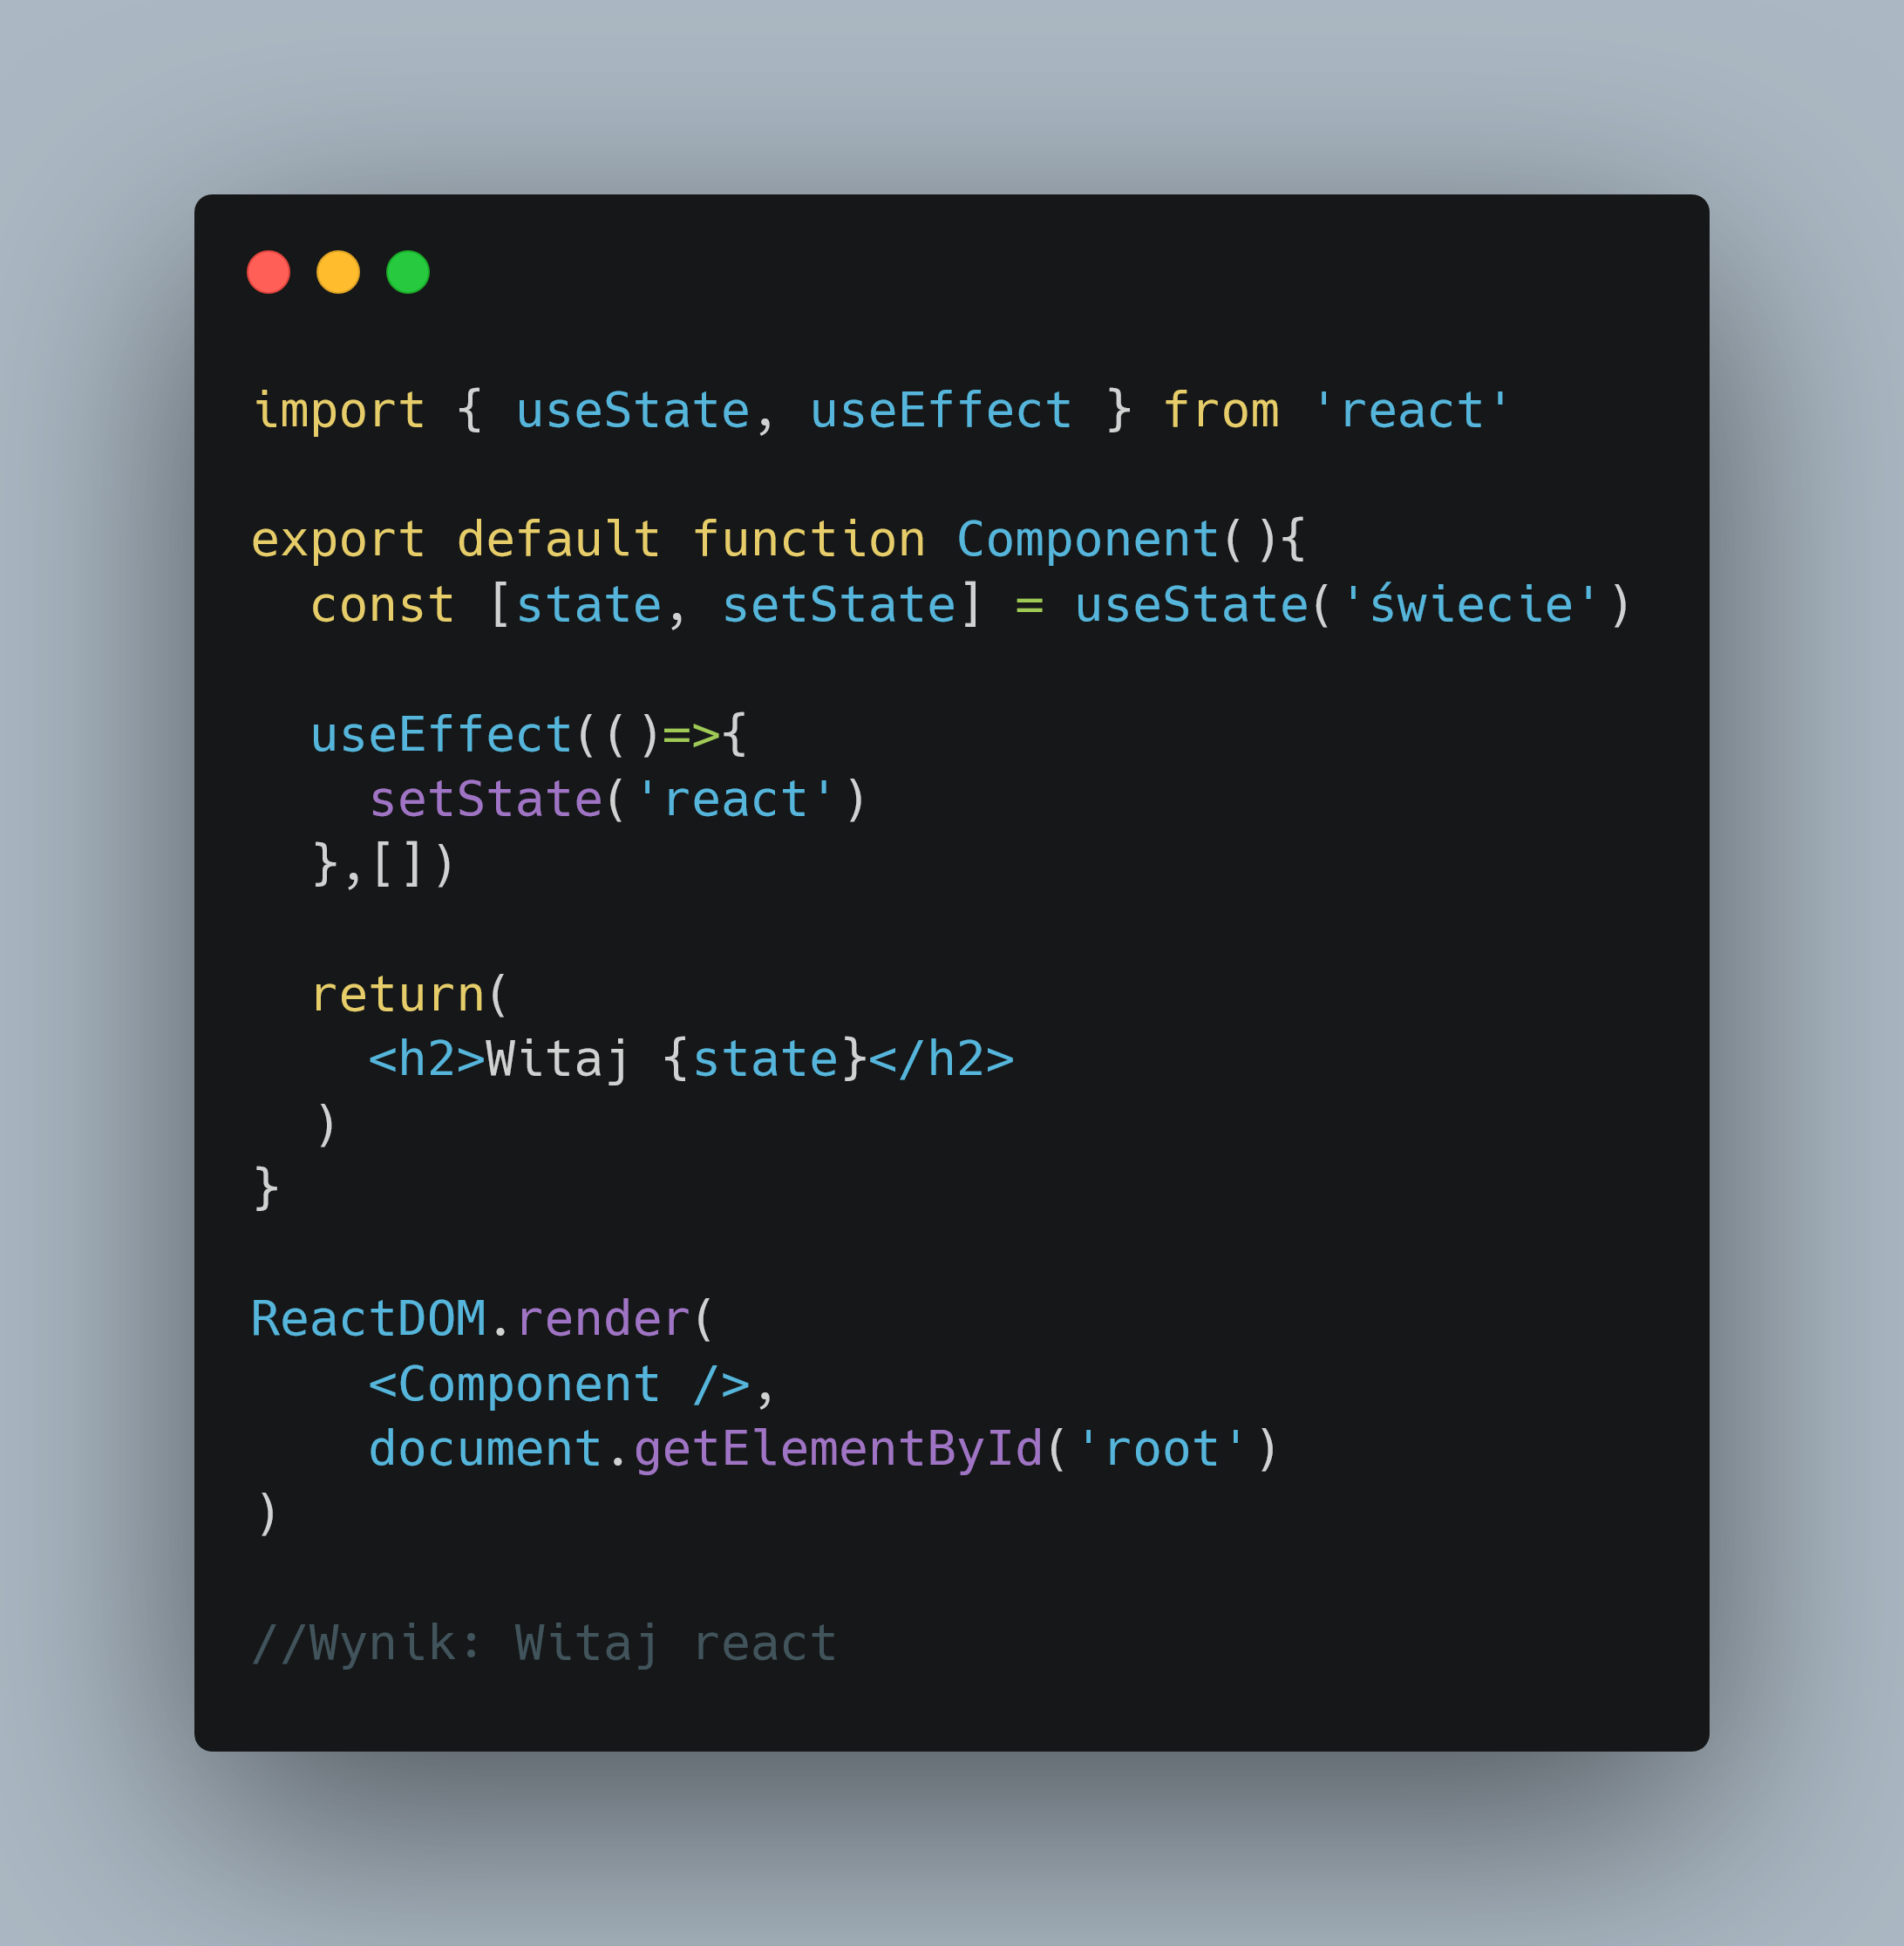 import { useState, useEffect } from 'react'
export default function Component(){
  const [state, setState] = useState('świecie')
  useEffect(()=>{
    setState('react')
  },[])
  return(
    <h2>Witaj {state}</h2>
  )
}
ReactDOM.render(
    <Component />,
    document.getElementById('root')
)
//Wynik: Witaj react